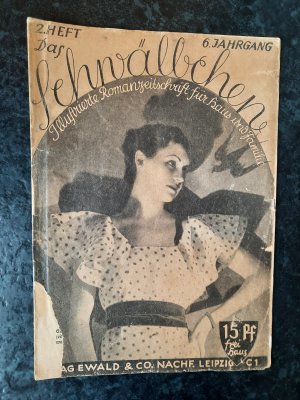 2. HEFT
6. JAHRGANG
Das
Schwälbchen
Illustrierte Romanzeitschrift für Haus und Familie
15 Pf
frei
Haus
AG EWALD & CO. NACHF. LEIPZIG C1